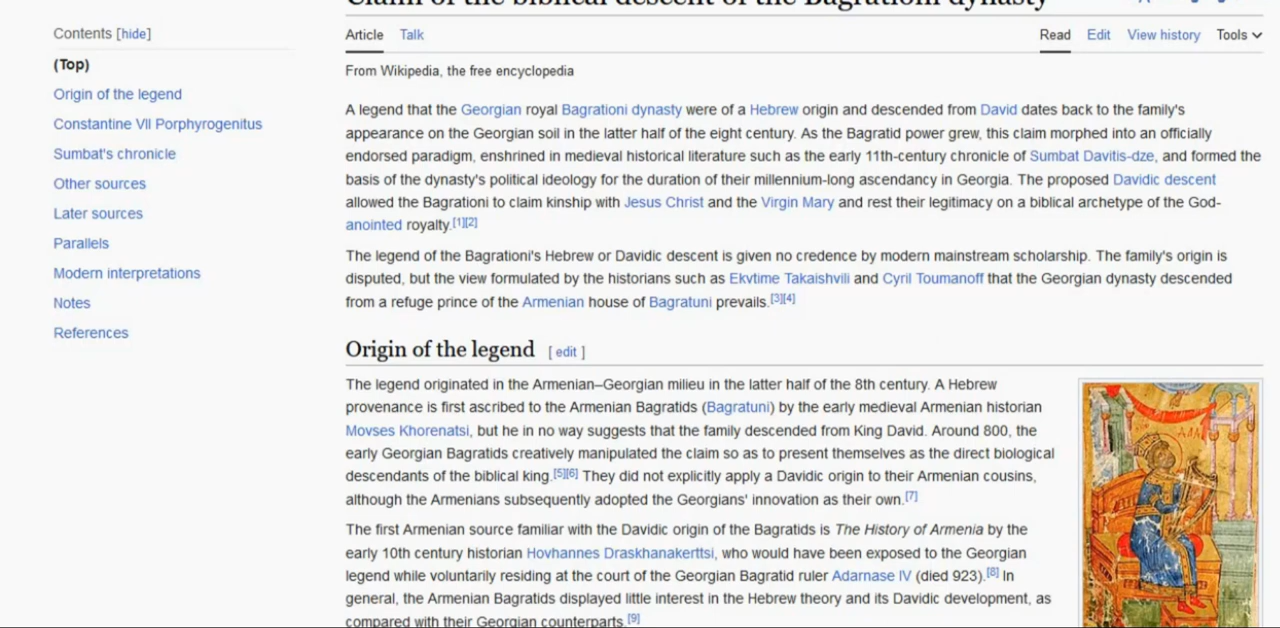 Claim of the biblical descent of the Bagrationi dynasty
Contents [hide]
(Top)
Origin of the legend
Constantine VII Porphyrogenitus
Sumbat's chronicle
Other sources
Later sources
Parallels
Modern interpretations
Notes
References
Article Talk Read Edit View history Tools
From Wikipedia, the free encyclopedia
A legend that the Georgian royal Bagrationi dynasty were of a Hebrew origin and descended from David dates back to the family's
appearance on the Georgian soil in the latter half of the eight century. As the Bagratid power grew, this claim morphed into an officially
endorsed paradigm, enshrined in medieval historical literature such as the early 11th-century chronicle of Sumbat Davitis-dze, and formed the
basis of the dynasty's political ideology for the duration of their millennium-long ascendancy in Georgia. The proposed Davidic descent
allowed the Bagrationi to claim kinship with Jesus Christ and the Virgin Mary and rest their legitimacy on a biblical archetype of the God-
anointed royalty.[1][2]
The legend of the Bagrationi's Hebrew or Davidic descent is given no credence by modern mainstream scholarship. The family's origin is
disputed, but the view formulated by the historians such as Ekvtime Takaishvili and Cyril Toumanoff that the Georgian dynasty descended
from a refuge prince of the Armenian house of Bagratuni prevails.[3][4]
Origin of the legend [ edit ]
The legend originated in the Armenian–Georgian milieu in the latter half of the 8th century. A Hebrew
provenance is first ascribed to the Armenian Bagratids (Bagratuni) by the early medieval Armenian historian
Movses Khorenatsi, but he in no way suggests that the family descended from King David. Around 800, the
early Georgian Bagratids creatively manipulated the claim so as to present themselves as the direct biological
descendants of the biblical king.[5][6] They did not explicitly apply a Davidic origin to their Armenian cousins,
although the Armenians subsequently adopted the Georgians' innovation as their own.[7]
The first Armenian source familiar with the Davidic origin of the Bagratids is The History of Armenia by the
early 10th century historian Hovhannes Draskhanakerttsi, who would have been exposed to the Georgian
legend while voluntarily residing at the court of the Georgian Bagratid ruler Adarnase IV (died 923).[8] In
general, the Armenian Bagratids displayed little interest in the Hebrew theory and its Davidic development, as
compared with their Georgian counterparts.[9]